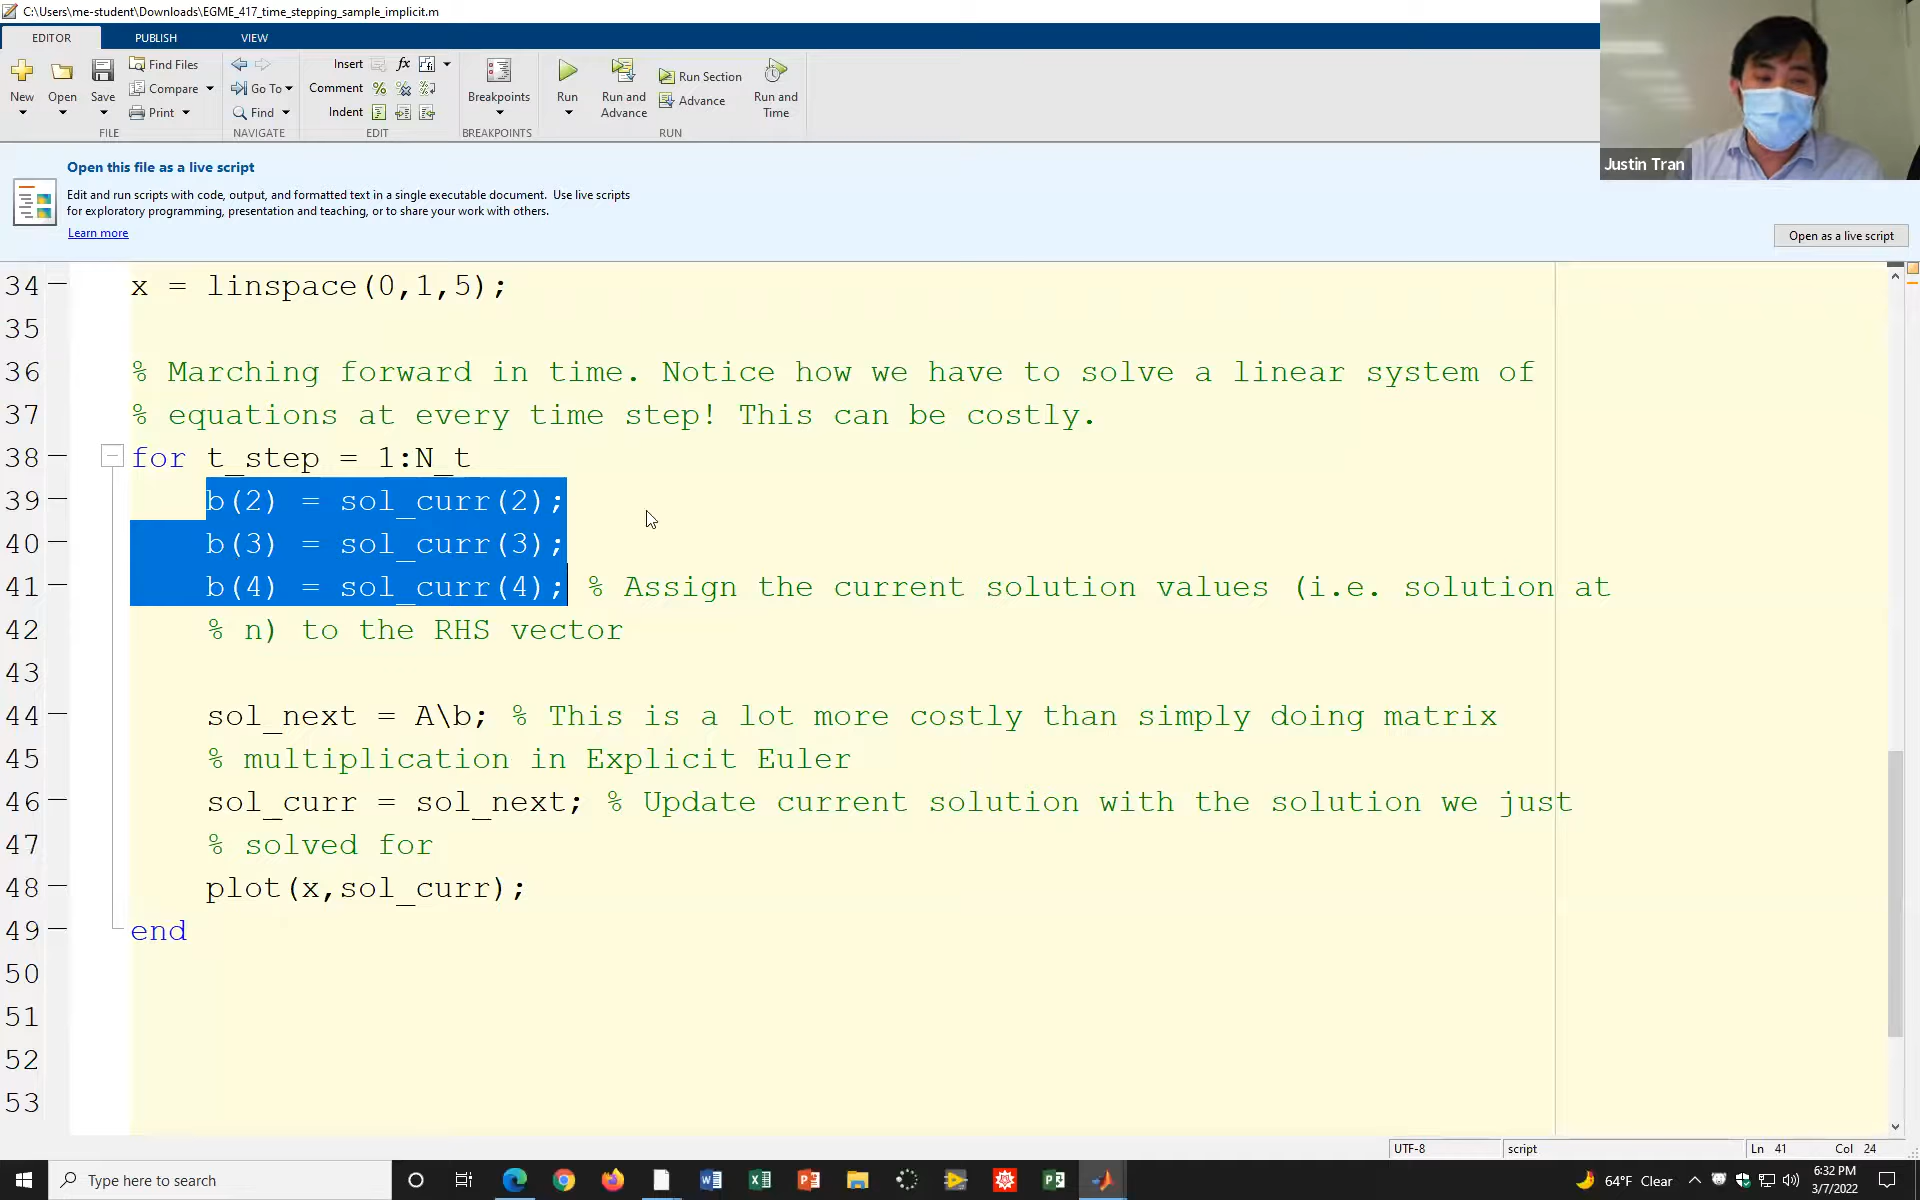 C:\Users\me-student\Downloads\EGME_417_time_stepping_sample_implicit.m
EDITOR PUBLISH VIEW
New Open Save Find Files Compare Print
FILE
Go To Find
NAVIGATE
Insert fx
Comment
Indent
EDIT
Breakpoints
BREAKPOINTS
Run Run and Advance Run Section Advance Run and Time
RUN
Justin Tran
Open this file as a live script
Edit and run scripts with code, output, and formatted text in a single executable document. Use live scripts
for exploratory programming, presentation and teaching, or to share your work with others.
Learn more
Open as a live script
34 x = linspace(0,1,5);
35
36 % Marching forward in time. Notice how we have to solve a linear system of
37 % equations at every time step! This can be costly.
38 for t_step = 1:N_t
39 b(2) = sol_curr(2);
40 b(3) = sol_curr(3);
41 b(4) = sol_curr(4); % Assign the current solution values (i.e. solution at
42 % n) to the RHS vector
43
44 sol_next = A\b; % This is a lot more costly than simply doing matrix
45 % multiplication in Explicit Euler
46 sol_curr = sol_next; % Update current solution with the solution we just
47 % solved for
48 plot(x,sol_curr);
49 end
50
51
52
53
UTF-8 script Ln 41 Col 24
Type here to search
64°F Clear
6:32 PM
3/7/2022